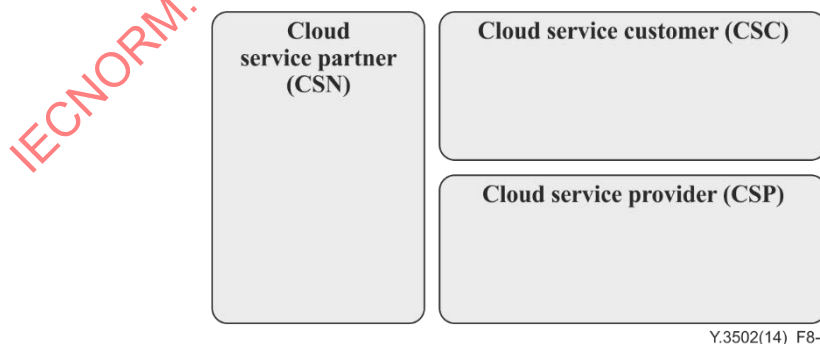 IECNORM.
Cloud
service partner
(CSN)
Cloud service customer (CSC)
Cloud service provider (CSP)
Y.3502(14)_F8-